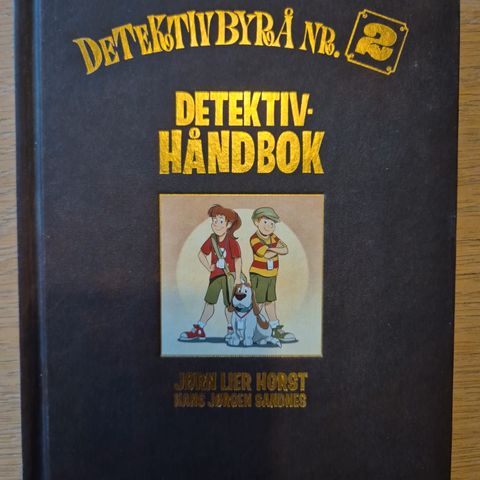 DETEKTIVBYRÅ NR. 2
DETEKTIV-
HÅNDBOK
JØRN LIER HORST
HANS JØRGEN SANDNES